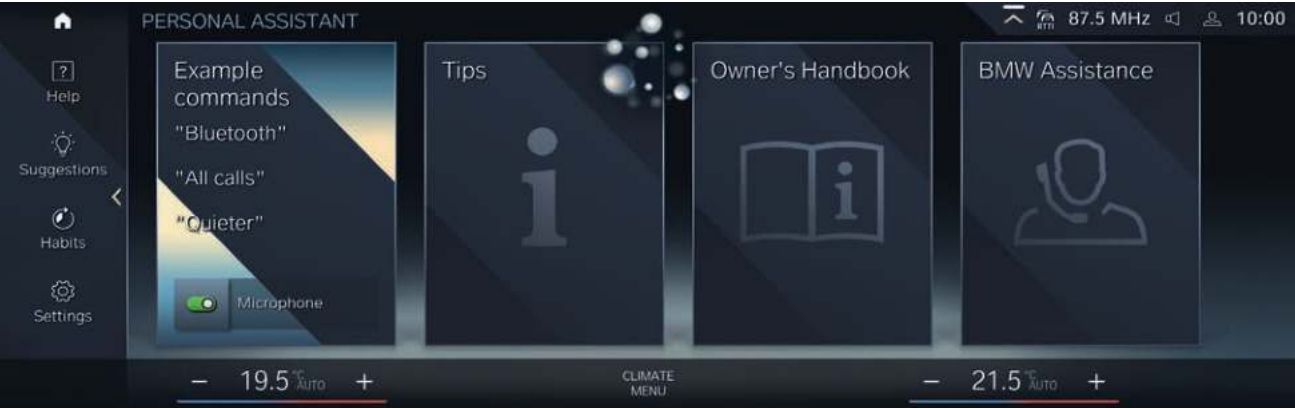 PERSONAL ASSISTANT
RTTI 87.5 MHz 10:00
?
Help
Suggestions
Habits
Settings
Example
commands
"Bluetooth"
"All calls"
"Quieter"
Microphone
Tips
i
Owner's Handbook
i
BMW Assistance
− 19.5 °C AUTO +
CLIMATE
MENU
− 21.5 °C AUTO +